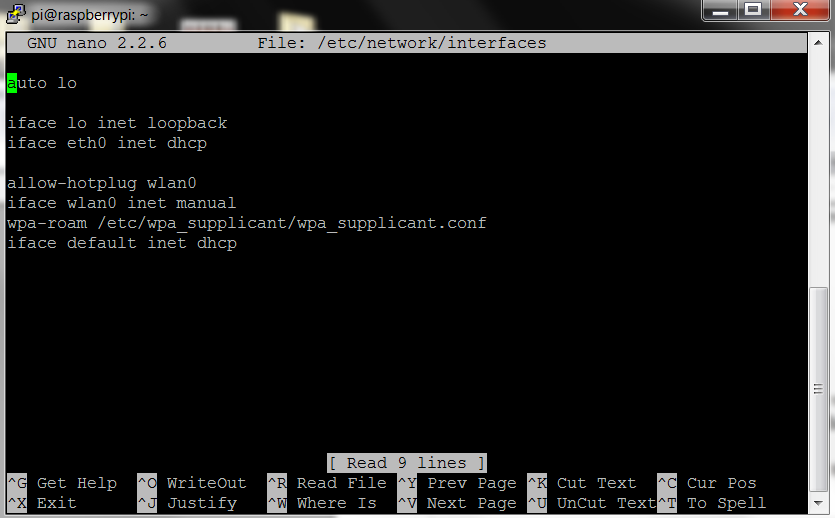 pi@raspberrypi: ~
GNU nano 2.2.6 File: /etc/network/interfaces
auto lo
iface lo inet loopback
iface eth0 inet dhcp
allow-hotplug wlan0
iface wlan0 inet manual
wpa-roam /etc/wpa_supplicant/wpa_supplicant.conf
iface default inet dhcp
[ Read 9 lines ]
^G Get Help ^O WriteOut ^R Read File ^Y Prev Page ^K Cut Text ^C Cur Pos
^X Exit ^J Justify ^W Where Is ^V Next Page ^U UnCut Text^T To Spell